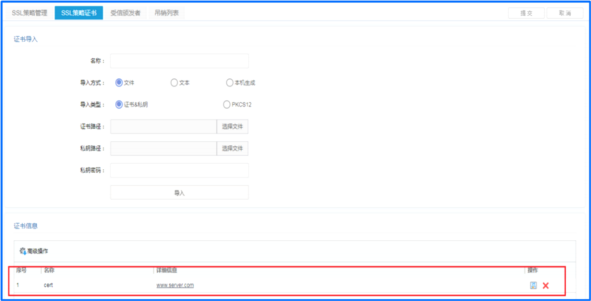 SSL策略管理 SSL策略证书 受信颁发者 吊销列表 提交 取消
证书导入
名称：
导入方式： 文件 文本 本机生成
导入类型： 证书&私钥 PKCS12
证书路径： 选择文件
私钥路径： 选择文件
私钥密码：
导入
证书信息
高级操作
序号 名称 详细信息 操作
1 cert www.server.com